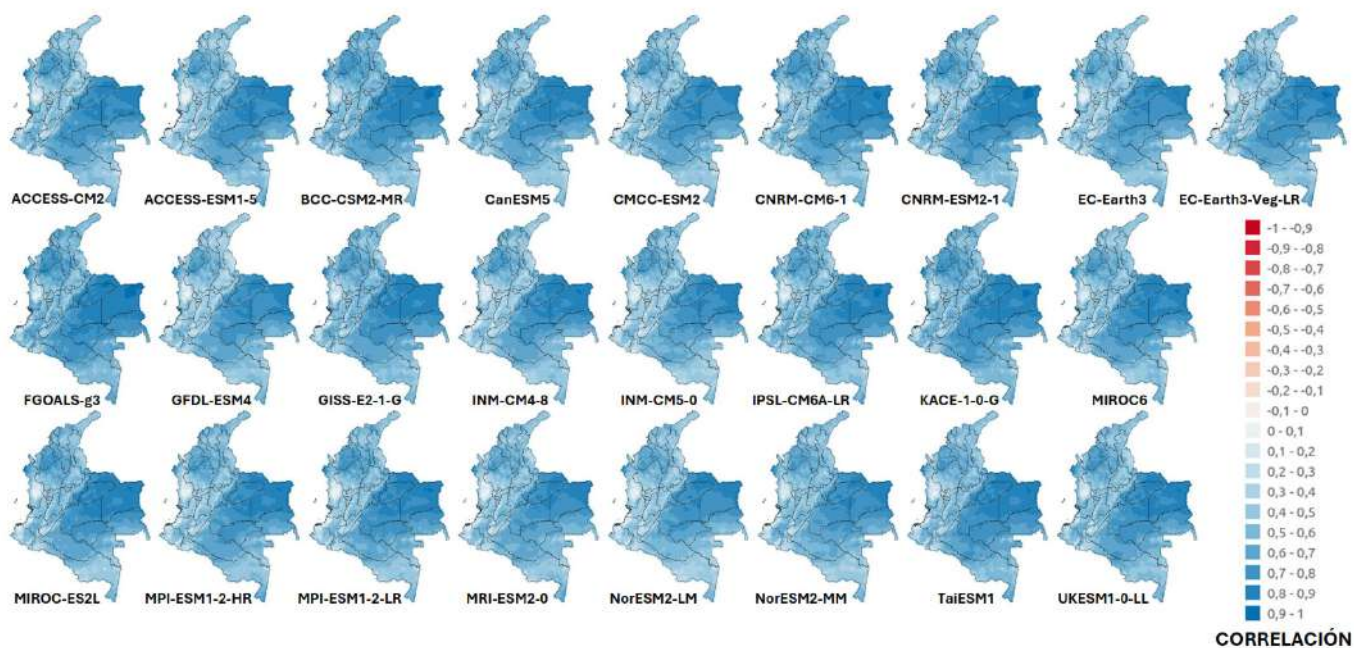 ACCESS-CM2 ACCESS-ESM1-5 BCC-CSM2-MR CanESM5 CMCC-ESM2 CNRM-CM6-1 CNRM-ESM2-1 EC-Earth3 EC-Earth3-Veg-LR
FGOALS-g3 GFDL-ESM4 GISS-E2-1-G INM-CM4-8 INM-CM5-0 IPSL-CM6A-LR KACE-1-0-G MIROC6
MIROC-ES2L MPI-ESM1-2-HR MPI-ESM1-2-LR MRI-ESM2-0 NorESM2-LM NorESM2-MM TaiESM1 UKESM1-0-LL
-1 - -0,9
-0,9 - -0,8
-0,8 - -0,7
-0,7 - -0,6
-0,6 - -0,5
-0,5 - -0,4
-0,4 - -0,3
-0,3 - -0,2
-0,2 - -0,1
-0,1 - 0
0 - 0,1
0,1 - 0,2
0,2 - 0,3
0,3 - 0,4
0,4 - 0,5
0,5 - 0,6
0,6 - 0,7
0,7 - 0,8
0,8 - 0,9
0,9 - 1
CORRELACIÓN